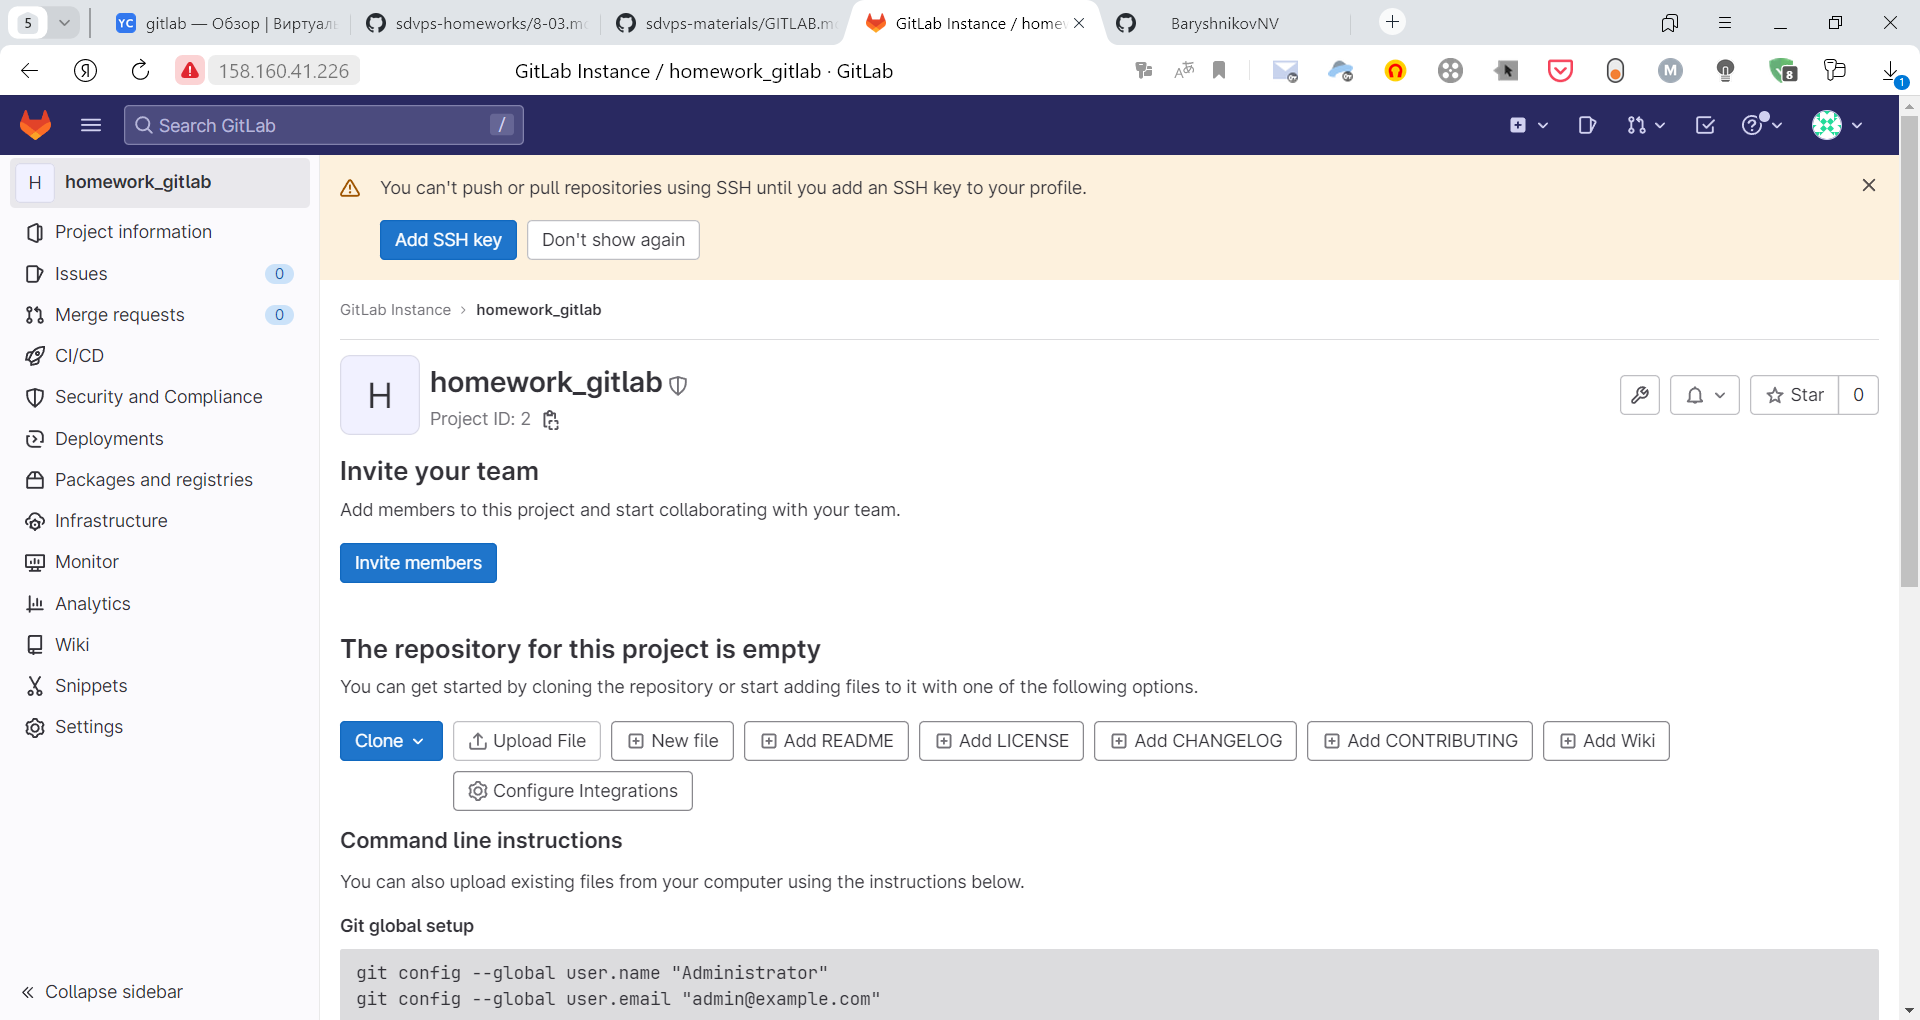 5
gitlab — Обзор | Виртуаль
sdvps-homeworks/8-03.md
sdvps-materials/GITLAB.md
GitLab Instance / homew
BaryshnikovNV
Я
158.160.41.226
GitLab Instance / homework_gitlab · GitLab
M
8
1
Search GitLab
/
H
homework_gitlab
Project information
Issues
0
Merge requests
0
CI/CD
Security and Compliance
Deployments
Packages and registries
Infrastructure
Monitor
Analytics
Wiki
Snippets
Settings
Collapse sidebar
You can't push or pull repositories using SSH until you add an SSH key to your profile.
Add SSH key
Don't show again
GitLab Instance › homework_gitlab
H
homework_gitlab
Project ID: 2
Star
0
Invite your team
Add members to this project and start collaborating with your team.
Invite members
The repository for this project is empty
You can get started by cloning the repository or start adding files to it with one of the following options.
Clone
Upload File
New file
Add README
Add LICENSE
Add CHANGELOG
Add CONTRIBUTING
Add Wiki
Configure Integrations
Command line instructions
You can also upload existing files from your computer using the instructions below.
Git global setup
git config --global user.name "Administrator"
git config --global user.email "admin@example.com"